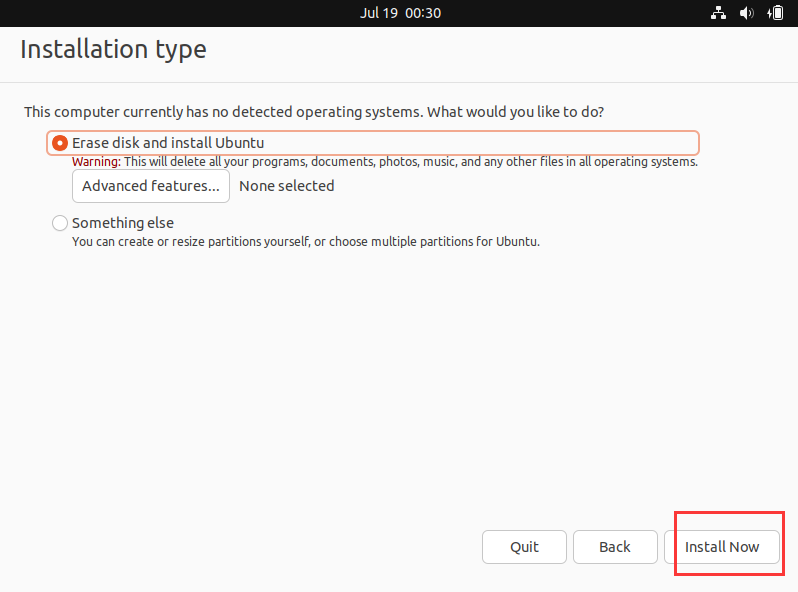 Jul 19 00:30
Installation type
This computer currently has no detected operating systems. What would you like to do?
Erase disk and install Ubuntu
Warning: This will delete all your programs, documents, photos, music, and any other files in all operating systems.
Advanced features... None selected
Something else
You can create or resize partitions yourself, or choose multiple partitions for Ubuntu.
Quit Back Install Now